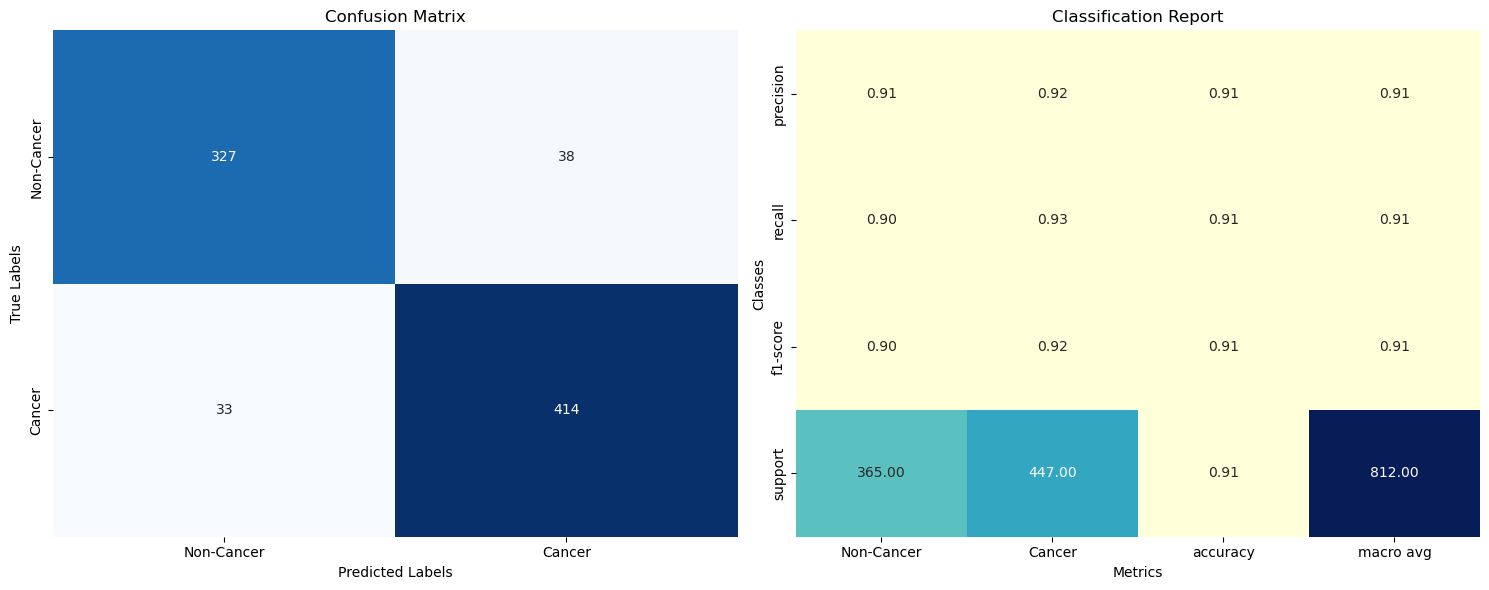 Confusion Matrix
True Labels
Non-Cancer
327 38
Cancer
33 414
Non-Cancer Cancer
Predicted Labels
Classification Report
Classes
precision
0.91 0.92 0.91 0.91
recall
0.90 0.93 0.91 0.91
f1-score
0.90 0.92 0.91 0.91
support
365.00 447.00 0.91 812.00
Non-Cancer Cancer accuracy macro avg
Metrics